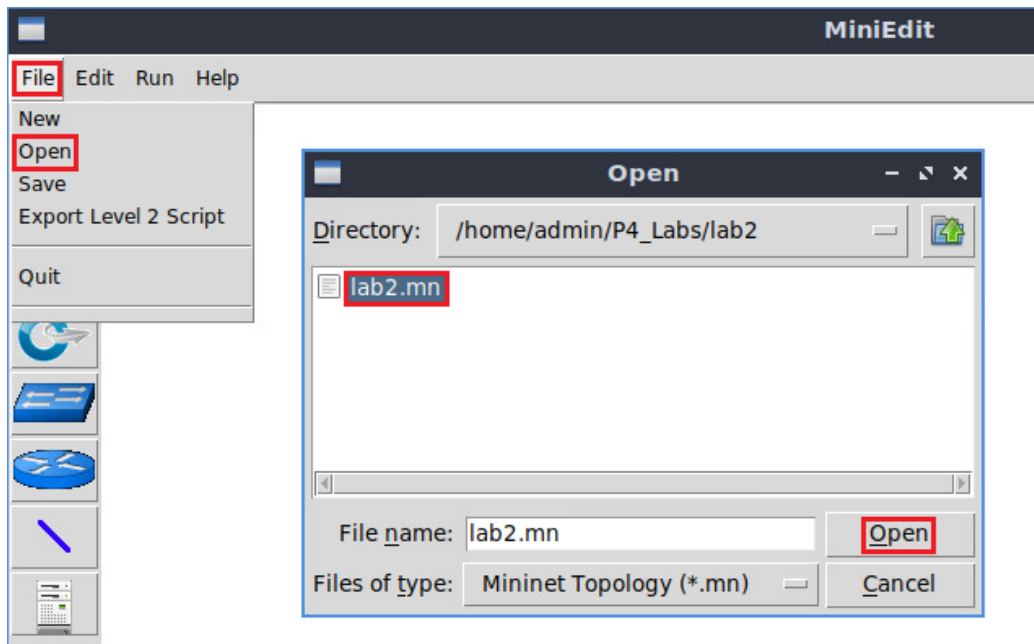 MiniEdit
File Edit Run Help
New
Open
Save
Export Level 2 Script
Quit
Open
Directory: /home/admin/P4_Labs/lab2
lab2.mn
File name: lab2.mn Open
Files of type: Mininet Topology (*.mn) Cancel